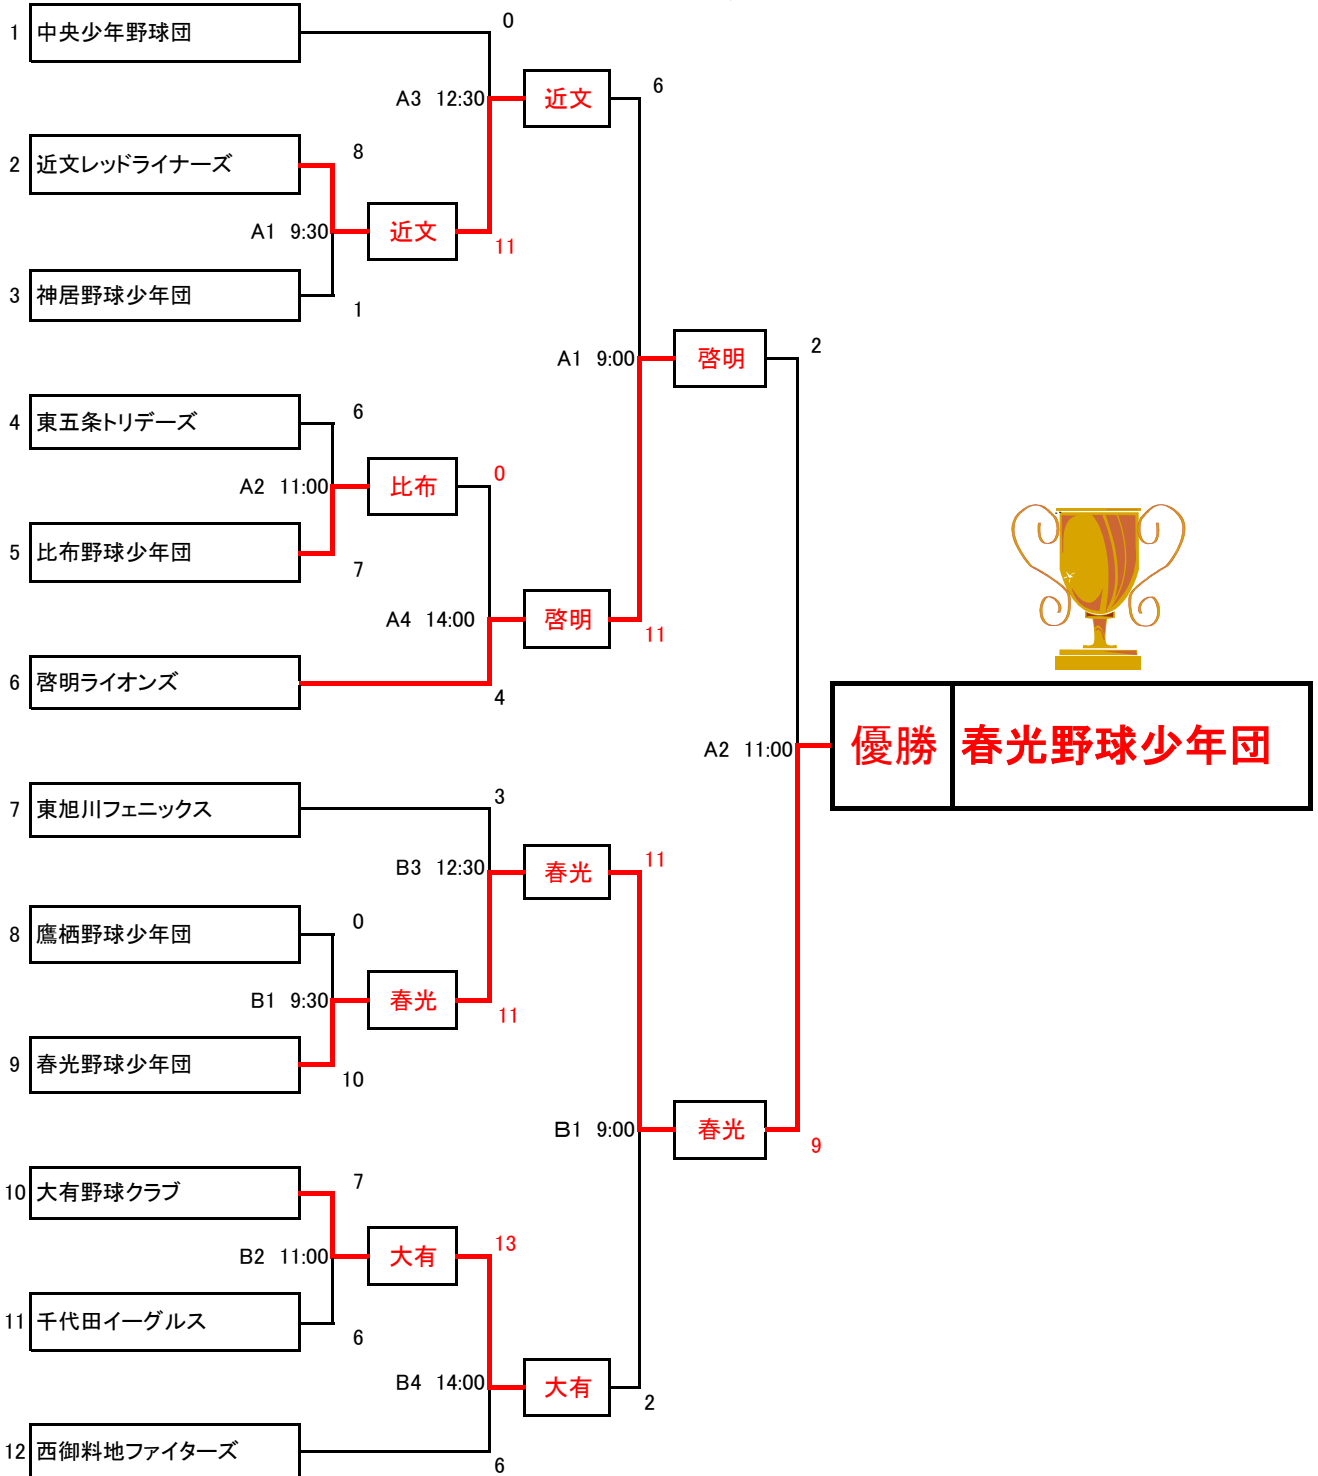 0
1 中央少年野球団
近文
6
A3 12:30
8
2 近文レッドライナーズ
A1 9:30
近文
11
3 神居野球少年団
1
2
A1 9:00
啓明
6
4 東五条トリデーズ
0
A2 11:00
比布
5 比布野球少年団
7
A4 14:00
啓明
11
6 啓明ライオンズ
4
優勝 春光野球少年団
A2 11:00
3
7 東旭川フェニックス
B3 12:30
春光
11
0
8 鷹栖野球少年団
B1 9:30
春光
11
9 春光野球少年団
10
B1 9:00
春光
9
7
10 大有野球クラブ
13
B2 11:00
大有
11 千代田イーグルス
6
B4 14:00
大有
2
12 西御料地ファイターズ
6